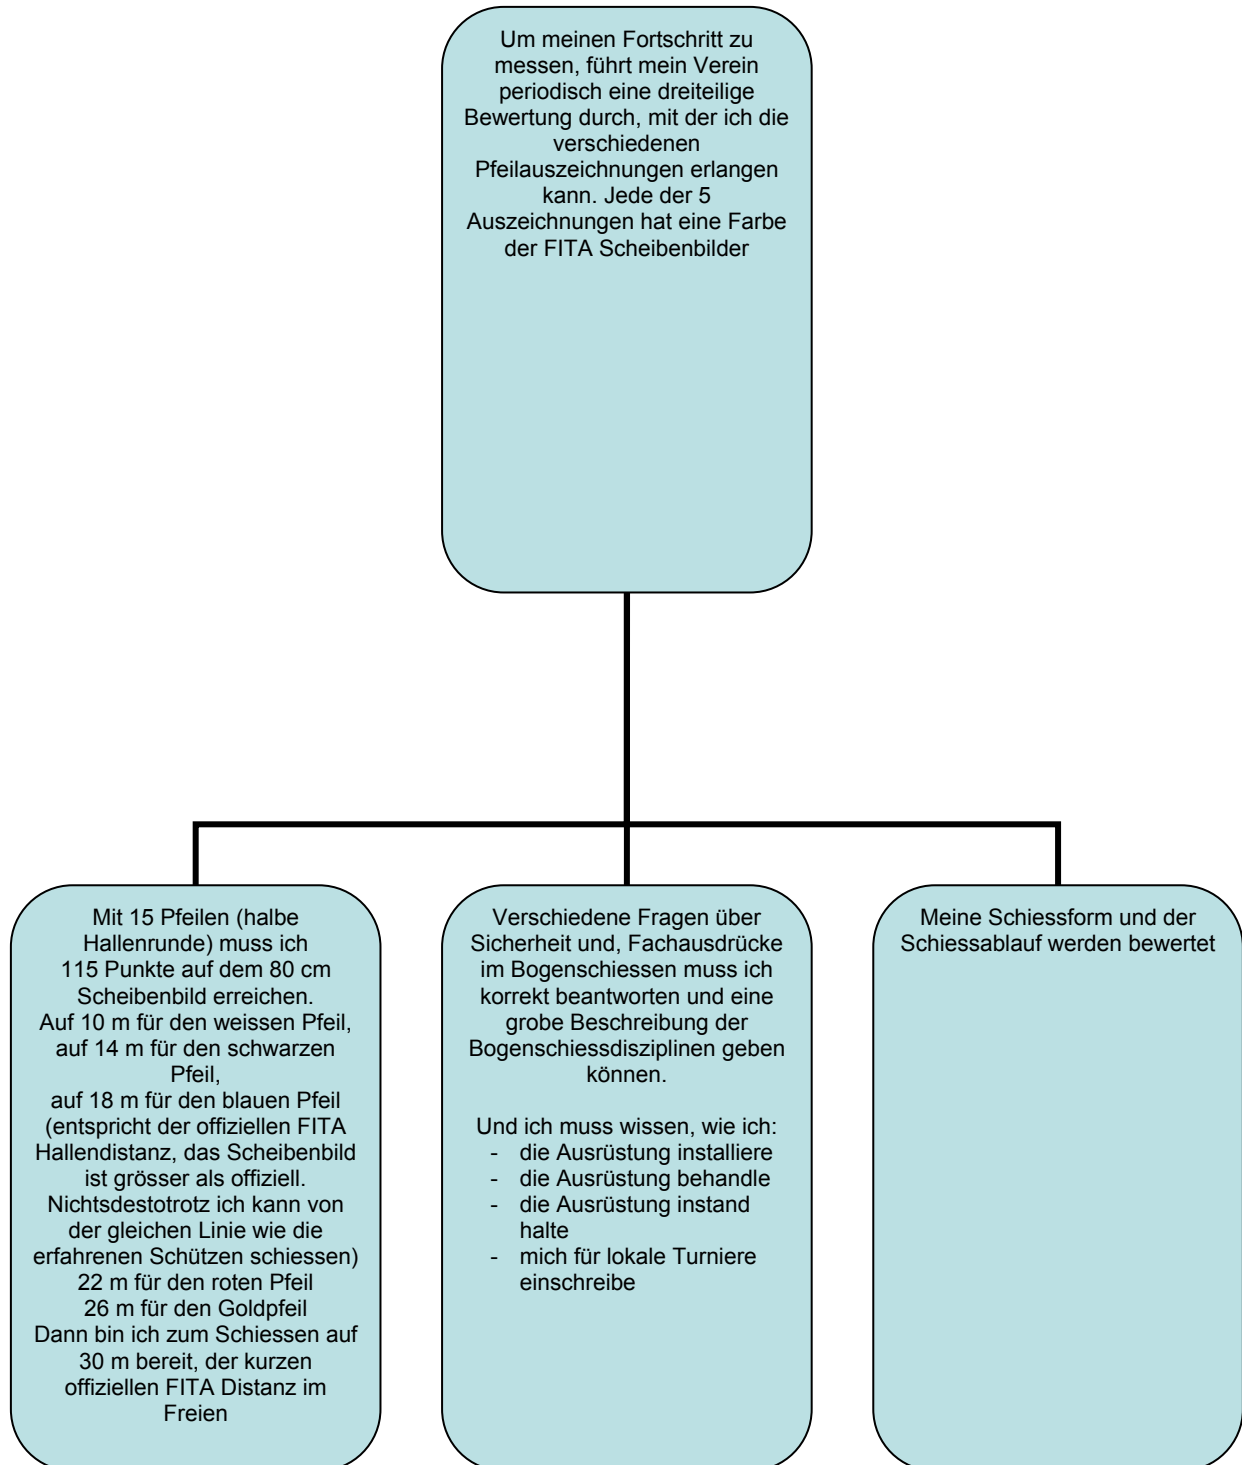 Um meinen Fortschritt zu
messen, führt mein Verein
periodisch eine dreiteilige
Bewertung durch, mit der ich die
verschiedenen
Pfeilauszeichnungen erlangen
kann. Jede der 5
Auszeichnungen hat eine Farbe
der FITA Scheibenbilder
Mit 15 Pfeilen (halbe
Hallenrunde) muss ich
115 Punkte auf dem 80 cm
Scheibenbild erreichen.
Auf 10 m für den weissen Pfeil,
auf 14 m für den schwarzen
Pfeil,
auf 18 m für den blauen Pfeil
(entspricht der offiziellen FITA
Hallendistanz, das Scheibenbild
ist grösser als offiziell.
Nichtsdestotrotz ich kann von
der gleichen Linie wie die
erfahrenen Schützen schiessen)
22 m für den roten Pfeil
26 m für den Goldpfeil
Dann bin ich zum Schiessen auf
30 m bereit, der kurzen
offiziellen FITA Distanz im
Freien
Verschiedene Fragen über
Sicherheit und, Fachausdrücke
im Bogenschiessen muss ich
korrekt beantworten und eine
grobe Beschreibung der
Bogenschiessdisziplinen geben
können.
Und ich muss wissen, wie ich:
- die Ausrüstung installiere
- die Ausrüstung behandle
- die Ausrüstung instand
halte
- mich für lokale Turniere
einschreibe
Meine Schiessform und der
Schiessablauf werden bewertet